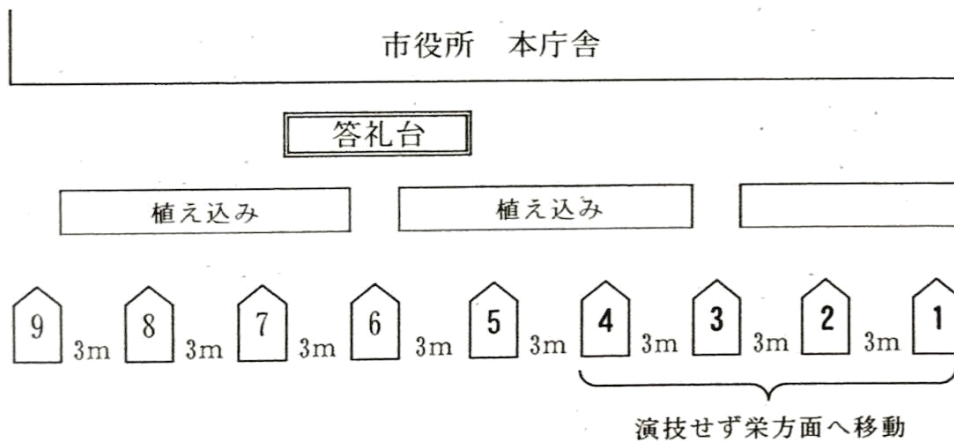 市役所 本庁舎
答礼台
植え込み 植え込み
9 8 7 6 5 4 3 2 1
3m 3m 3m 3m 3m 3m 3m 3m
演技せず栄方面へ移動